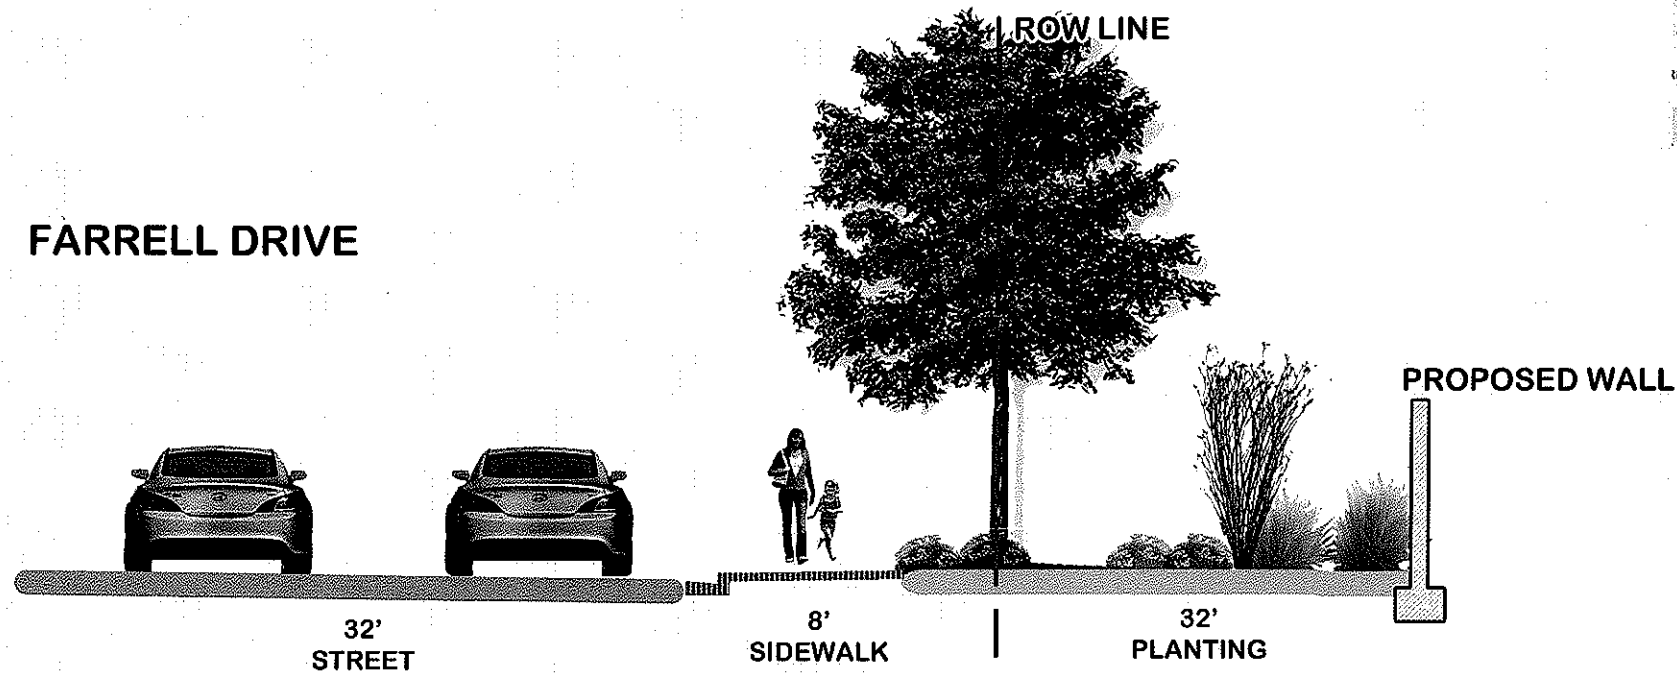 ROW LINE
FARRELL DRIVE
PROPOSED WALL
32’
STREET
8’
SIDEWALK
32’
PLANTING